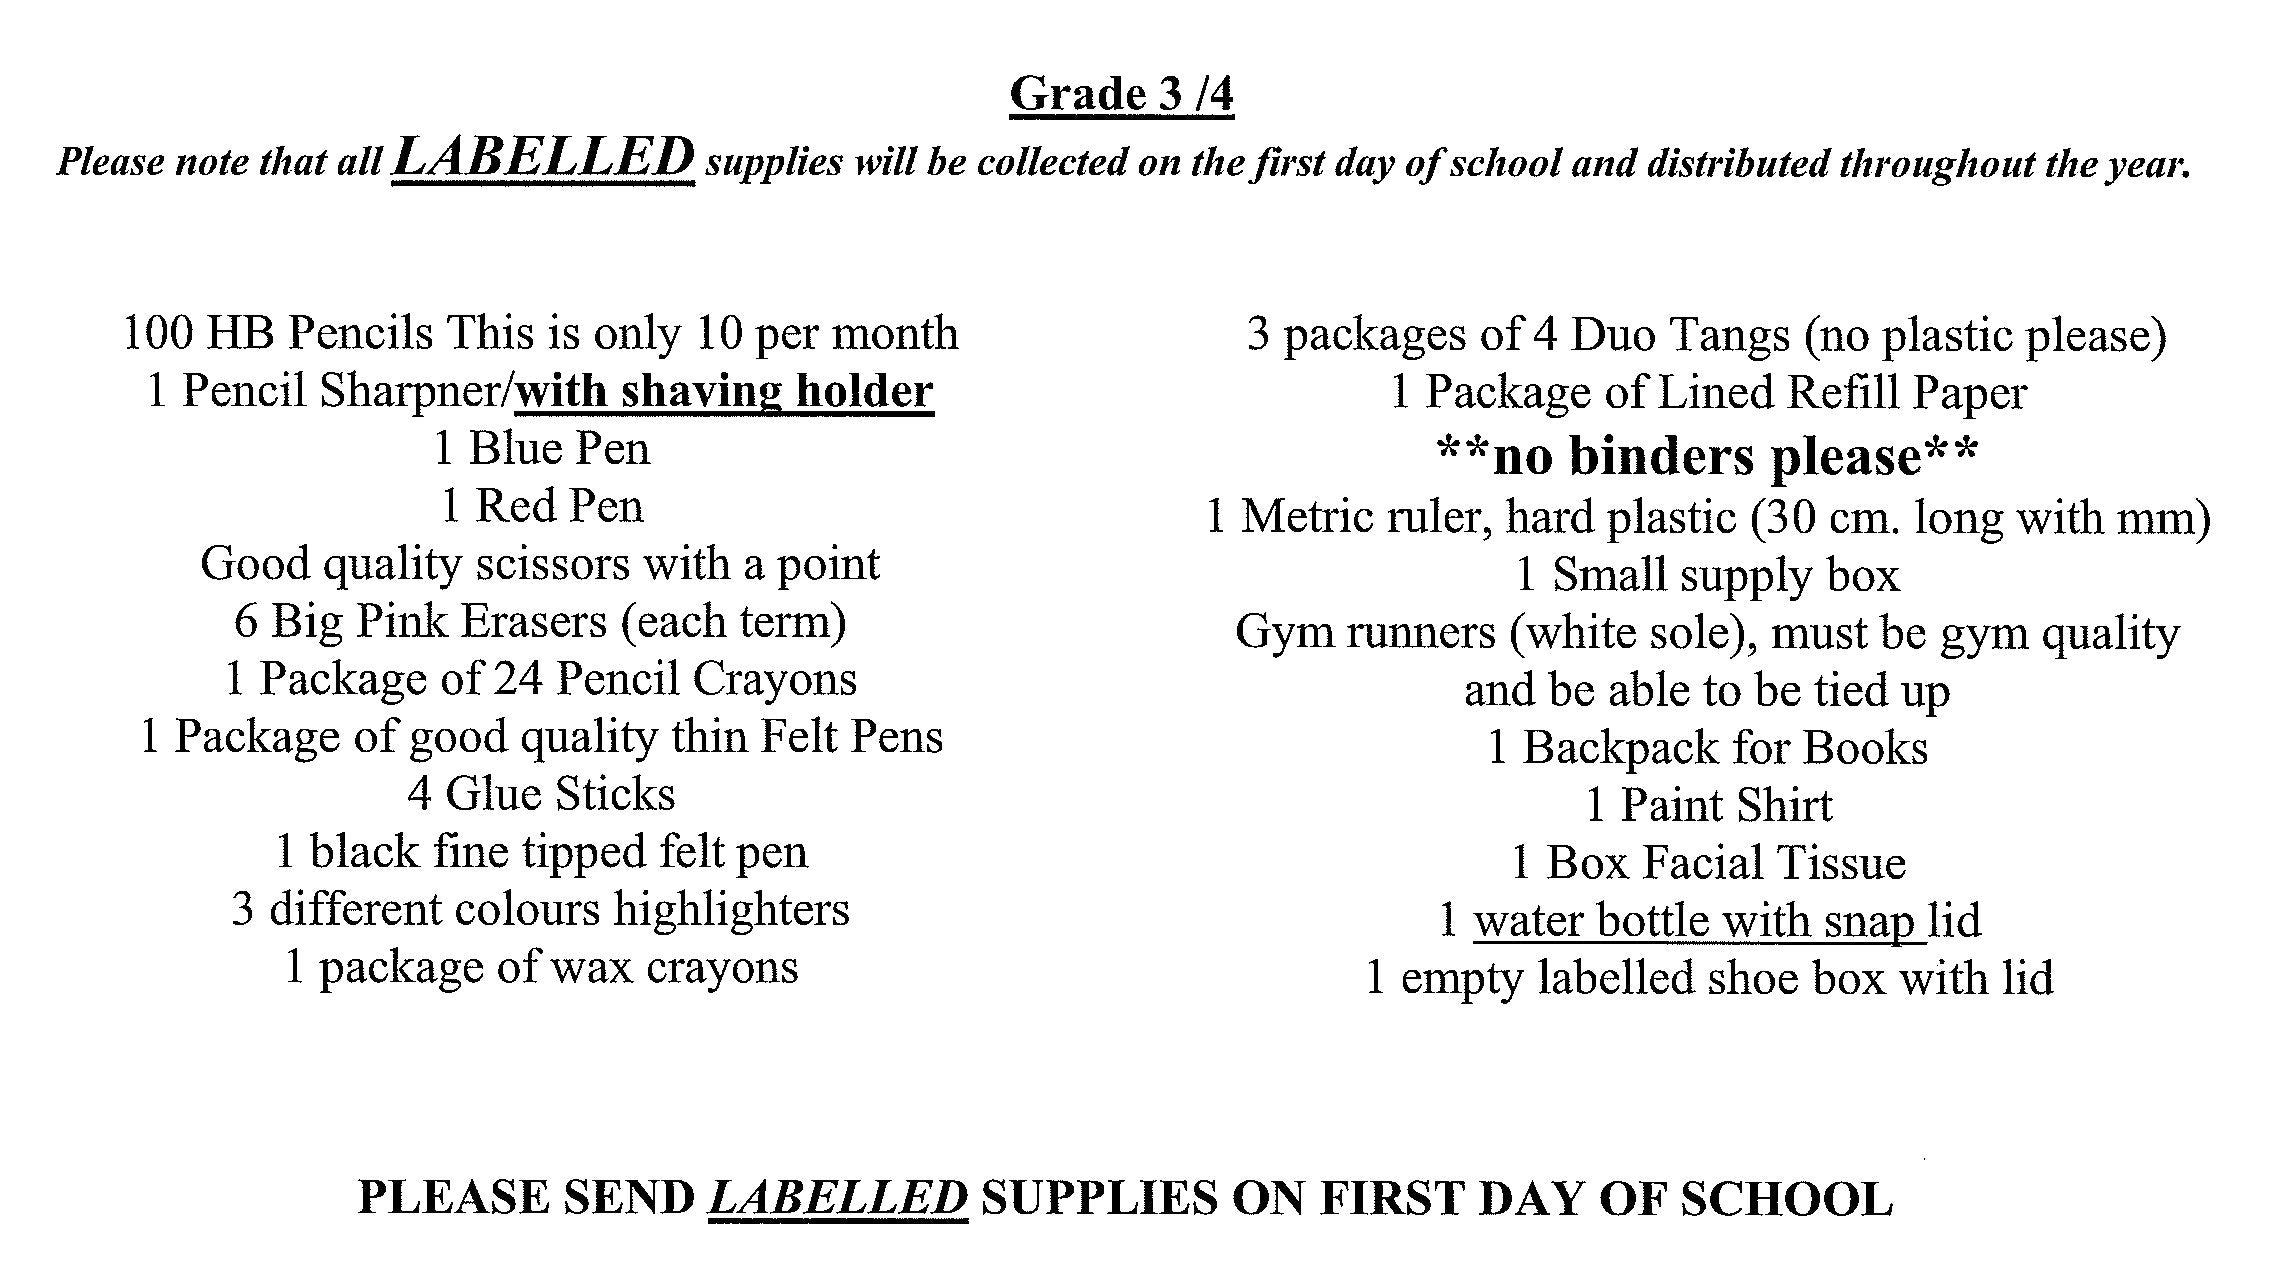 Grade 3 /4
Please note that all LABELLED supplies will be collected on the first day of school and distributed throughout the year.
100 HB Pencils This is only 10 per month
1 Pencil Sharpner/with shaving holder
1 Blue Pen
1 Red Pen
Good quality scissors with a point
6 Big Pink Erasers (each term)
1 Package of 24 Pencil Crayons
1 Package of good quality thin Felt Pens
4 Glue Sticks
1 black fine tipped felt pen
3 different colours highlighters
1 package of wax crayons
3 packages of 4 Duo Tangs (no plastic please)
1 Package of Lined Refill Paper
**no binders please**
1 Metric ruler, hard plastic (30 cm. long with mm)
1 Small supply box
Gym runners (white sole), must be gym quality
and be able to be tied up
1 Backpack for Books
1 Paint Shirt
1 Box Facial Tissue
1 water bottle with snap lid
1 empty labelled shoe box with lid
PLEASE SEND LABELLED SUPPLIES ON FIRST DAY OF SCHOOL